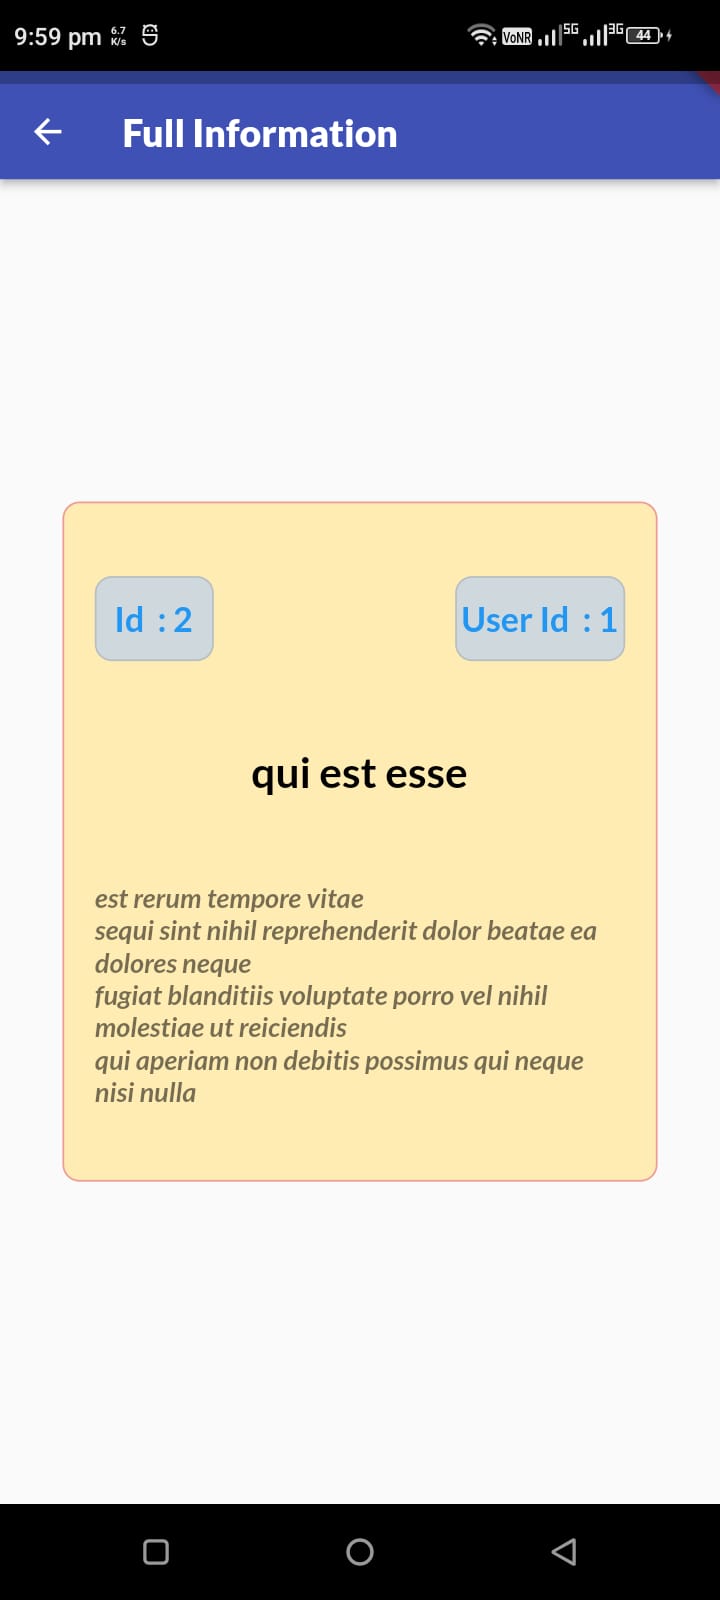 9:59 pm 6.7 K/s VoNR 5G 3G 44
Full Information
Id : 2 User Id : 1
qui est esse
est rerum tempore vitae
sequi sint nihil reprehenderit dolor beatae ea
dolores neque
fugiat blanditiis voluptate porro vel nihil
molestiae ut reiciendis
qui aperiam non debitis possimus qui neque
nisi nulla